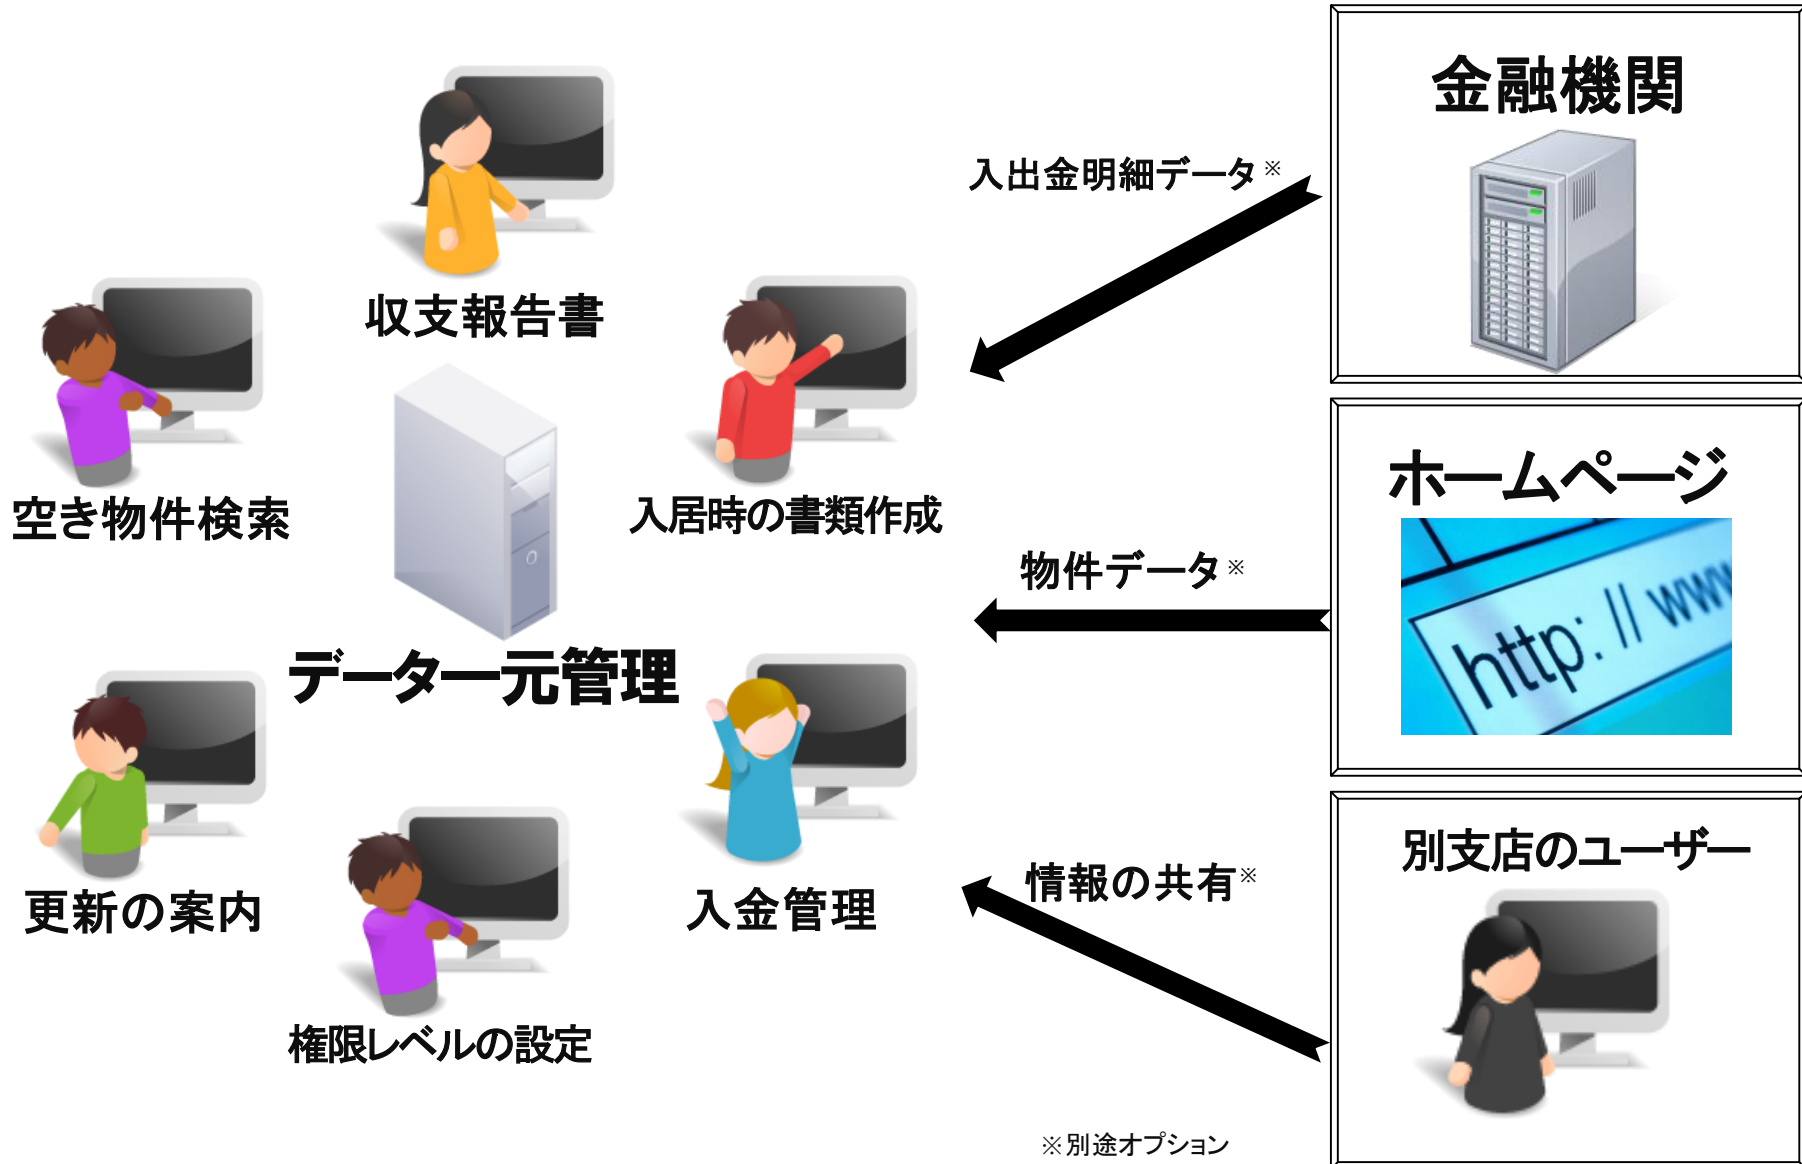 金融機関
入出金明細データ※
収支報告書
空き物件検索
入居時の書類作成
ホームページ
物件データ※
http://www
データ一元管理
別支店のユーザー
情報の共有※
更新の案内
入金管理
権限レベルの設定
※別途オプション